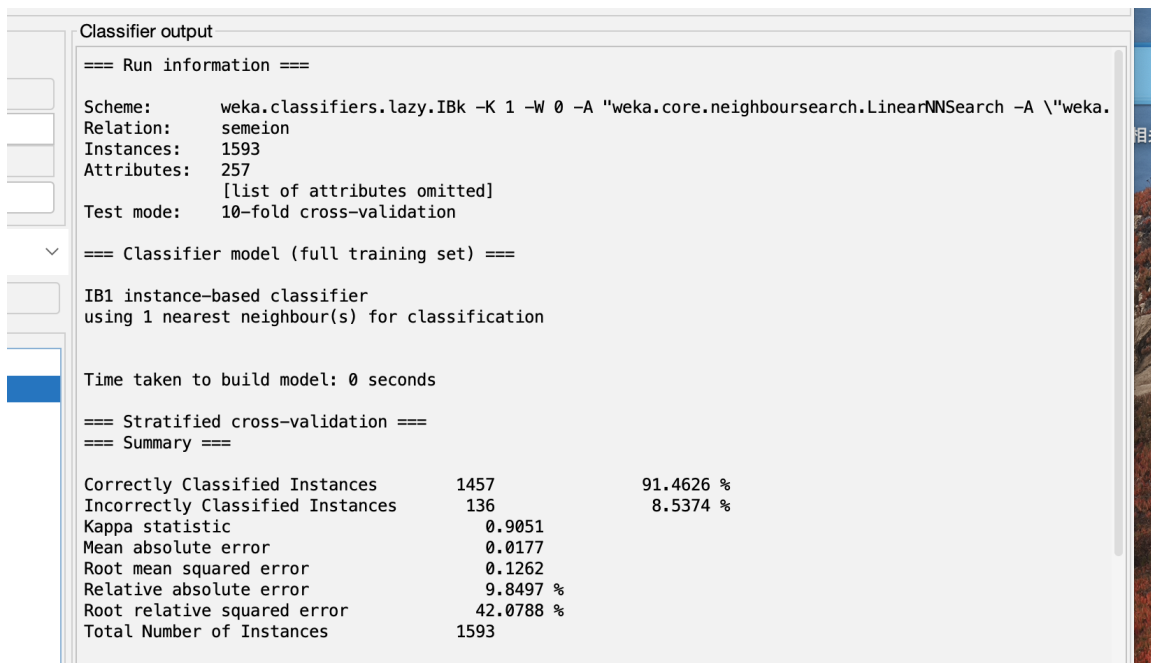 Classifier output
=== Run information ===
Scheme: weka.classifiers.lazy.IBk -K 1 -W 0 -A "weka.core.neighboursearch.LinearNNSearch -A \"weka.
Relation: semeion
Instances: 1593
Attributes: 257
[list of attributes omitted]
Test mode: 10-fold cross-validation
=== Classifier model (full training set) ===
IB1 instance-based classifier
using 1 nearest neighbour(s) for classification
Time taken to build model: 0 seconds
=== Stratified cross-validation ===
=== Summary ===
Correctly Classified Instances 1457 91.4626 %
Incorrectly Classified Instances 136 8.5374 %
Kappa statistic 0.9051
Mean absolute error 0.0177
Root mean squared error 0.1262
Relative absolute error 9.8497 %
Root relative squared error 42.0788 %
Total Number of Instances 1593